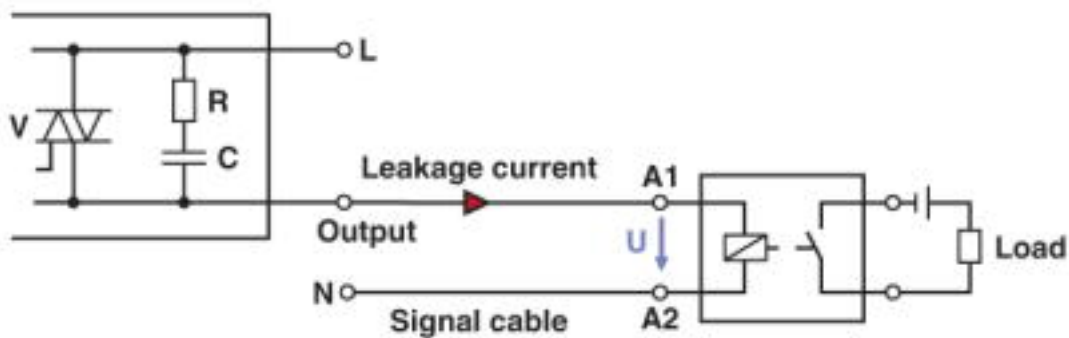 L
R
V
C
Leakage current
A1
Output
U
Load
N
Signal cable
A2